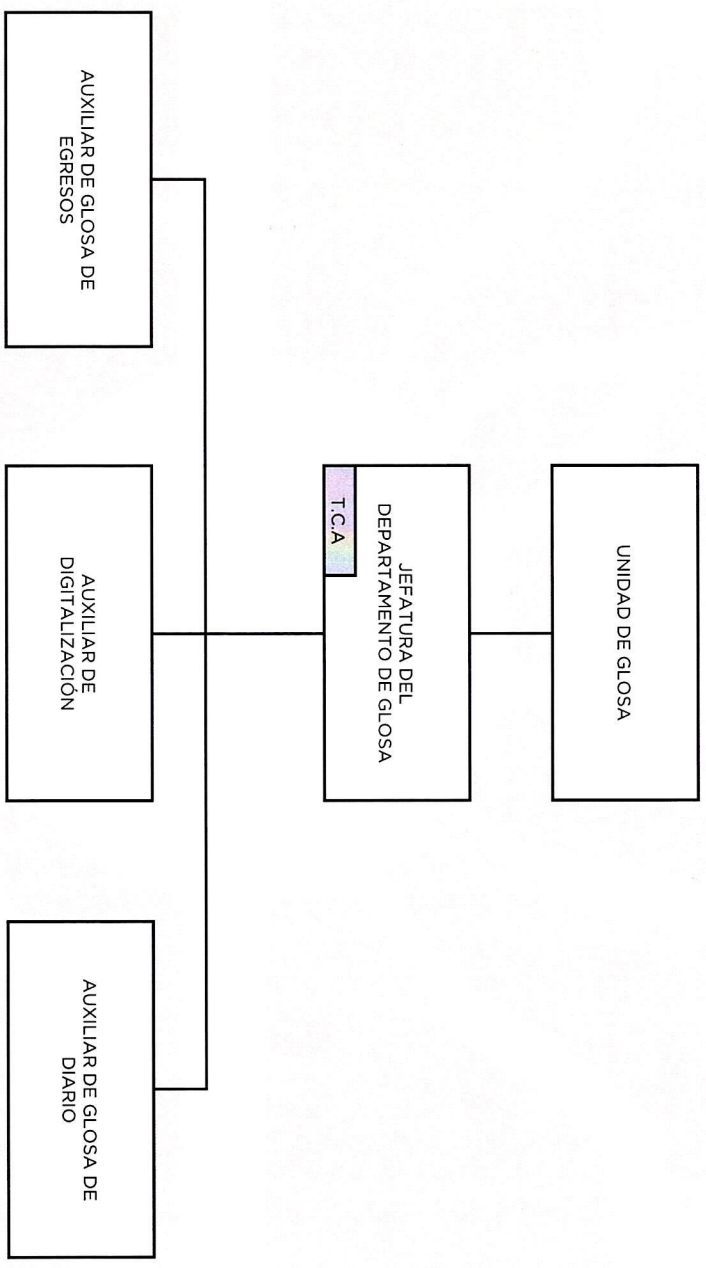 UNIDAD DE GLOSA
JEFATURA DEL
DEPARTAMENTO DE GLOSA
T.C.A
AUXILIAR DE GLOSA DE
EGRESOS
AUXILIAR DE
DIGITALIZACIÓN
AUXILIAR DE GLOSA DE
DIARIO